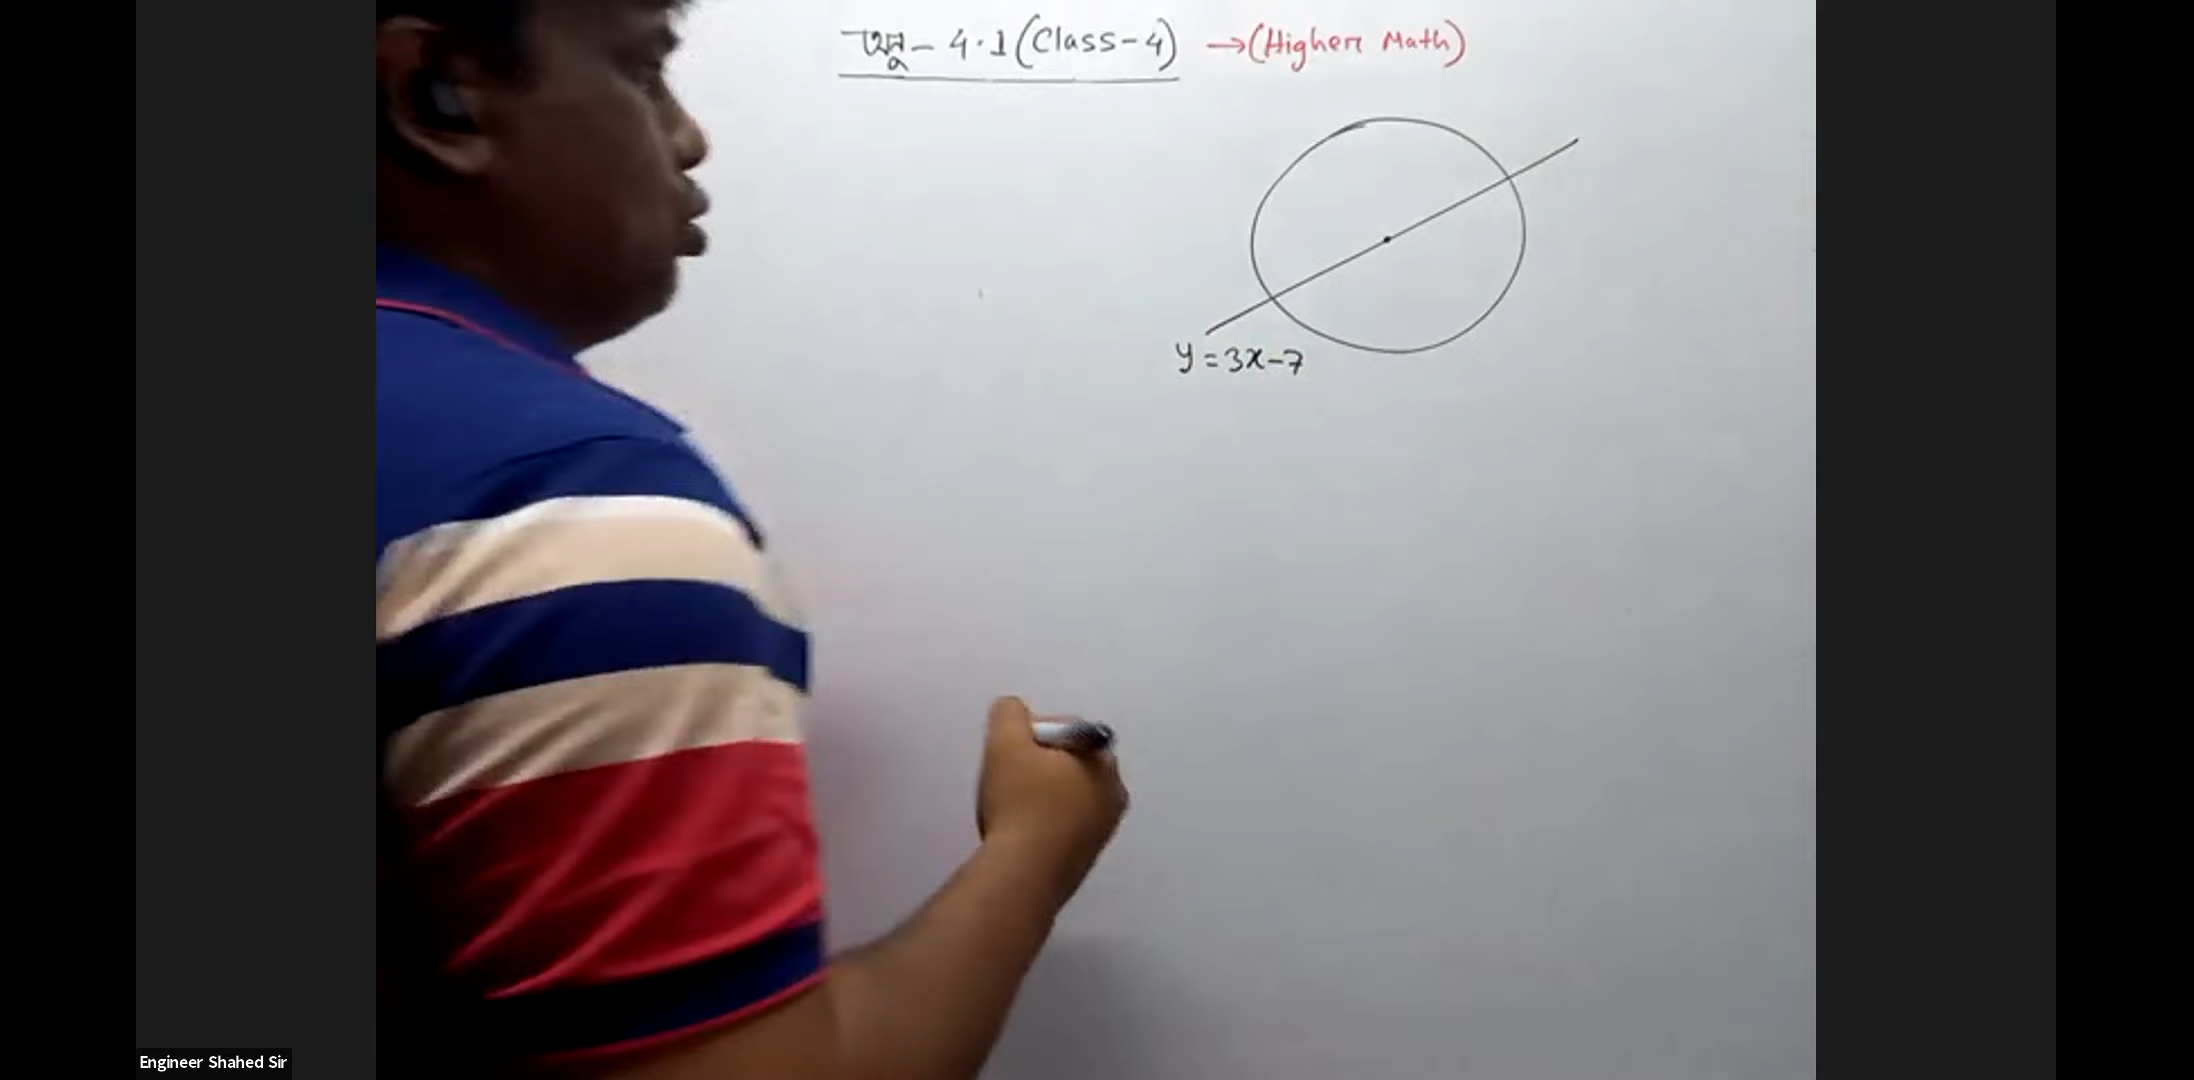 অনু - 4.1 (Class-4) → (Higher Math)
y = 3x-7
Engineer Shahed Sir